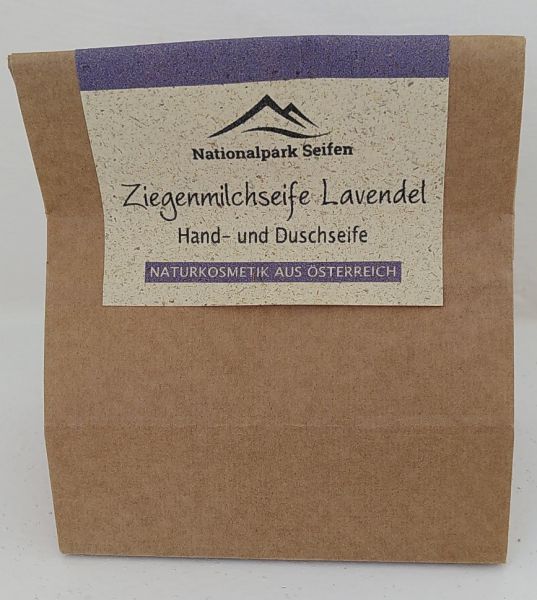 Nationalpark Seifen
Ziegenmilchseife Lavendel
Hand- und Duschseife
NATURKOSMETIK AUS ÖSTERREICH